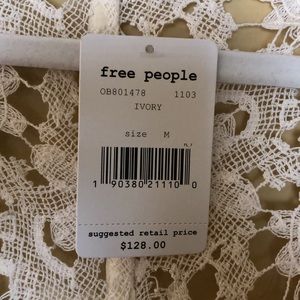 free people
OB801478 1103
IVORY
size M
1 90380 21110 0
suggested retail price
$128.00